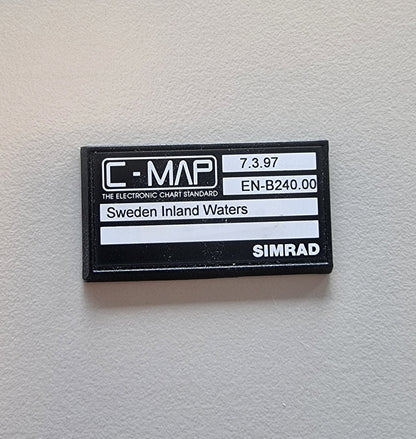 C-MAP
THE ELECTRONIC CHART STANDARD
7.3.97
EN-B240.00
Sweden Inland Waters
SIMRAD